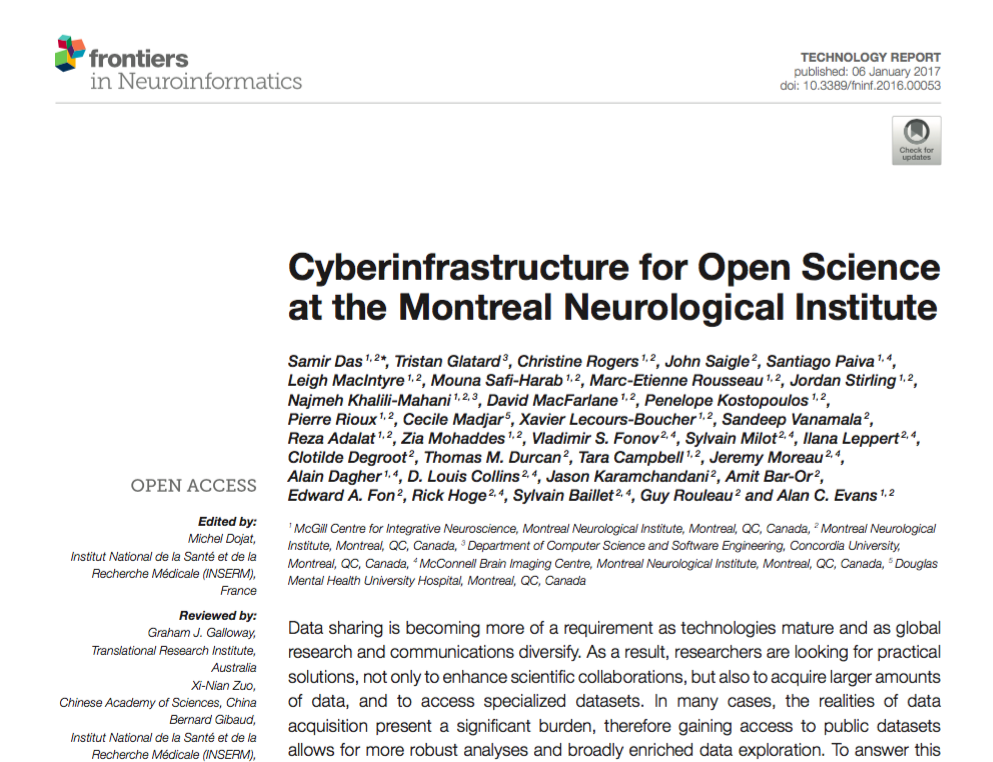 frontiers
in Neuroinformatics
TECHNOLOGY REPORT
published: 06 January 2017
doi: 10.3389/fninf.2016.00053
Check for
updates
Cyberinfrastructure for Open Science
at the Montreal Neurological Institute
Samir Das 1, 2*, Tristan Glatard 3, Christine Rogers 1, 2, John Saigle 2, Santiago Paiva 1, 4,
Leigh MacIntyre 1, 2, Mouna Safi-Harab 1, 2, Marc-Etienne Rousseau 1, 2, Jordan Stirling 1, 2,
Najmeh Khalili-Mahani 1, 2, 3, David MacFarlane 1, 2, Penelope Kostopoulos 1, 2,
Pierre Rioux 1, 2, Cecile Madjar 5, Xavier Lecours-Boucher 1, 2, Sandeep Vanamala 2,
Reza Adalat 1, 2, Zia Mohaddes 1, 2, Vladimir S. Fonov 2, 4, Sylvain Milot 2, 4, Ilana Leppert 2, 4,
Clotilde Degroot 2, Thomas M. Durcan 2, Tara Campbell 1, 2, Jeremy Moreau 2, 4,
Alain Dagher 1, 4, D. Louis Collins 2, 4, Jason Karamchandani 2, Amit Bar-Or 2,
Edward A. Fon 2, Rick Hoge 2, 4, Sylvain Baillet 2, 4, Guy Rouleau 2 and Alan C. Evans 1, 2
1 McGill Centre for Integrative Neuroscience, Montreal Neurological Institute, Montreal, QC, Canada, 2 Montreal Neurological
Institute, Montreal, QC, Canada, 3 Department of Computer Science and Software Engineering, Concordia University,
Montreal, QC, Canada, 4 McConnell Brain Imaging Centre, Montreal Neurological Institute, Montreal, QC, Canada, 5 Douglas
Mental Health University Hospital, Montreal, QC, Canada
OPEN ACCESS
Edited by:
Michel Dojat,
Institut National de la Santé et de la
Recherche Médicale (INSERM),
France
Reviewed by:
Graham J. Galloway,
Translational Research Institute,
Australia
Xi-Nian Zuo,
Chinese Academy of Sciences, China
Bernard Gibaud,
Institut National de la Santé et de la
Recherche Médicale (INSERM),
Data sharing is becoming more of a requirement as technologies mature and as global
research and communications diversify. As a result, researchers are looking for practical
solutions, not only to enhance scientific collaborations, but also to acquire larger amounts
of data, and to access specialized datasets. In many cases, the realities of data
acquisition present a significant burden, therefore gaining access to public datasets
allows for more robust analyses and broadly enriched data exploration. To answer this